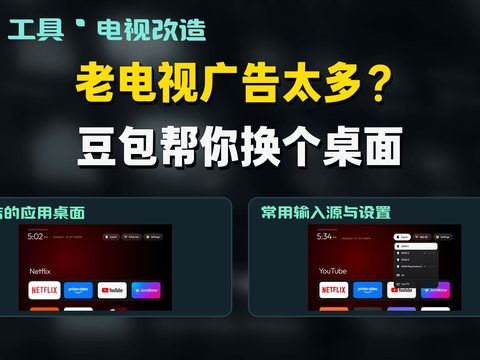 工具·电视改造
老电视广告太多？
豆包帮你换个桌面
的应用桌面
常用输入源与设置
5:02 PM
Netflix
NETFLIX
prime video
YouTube
5:34 PM
YouTube
NETFLIX
prime video
YouTube